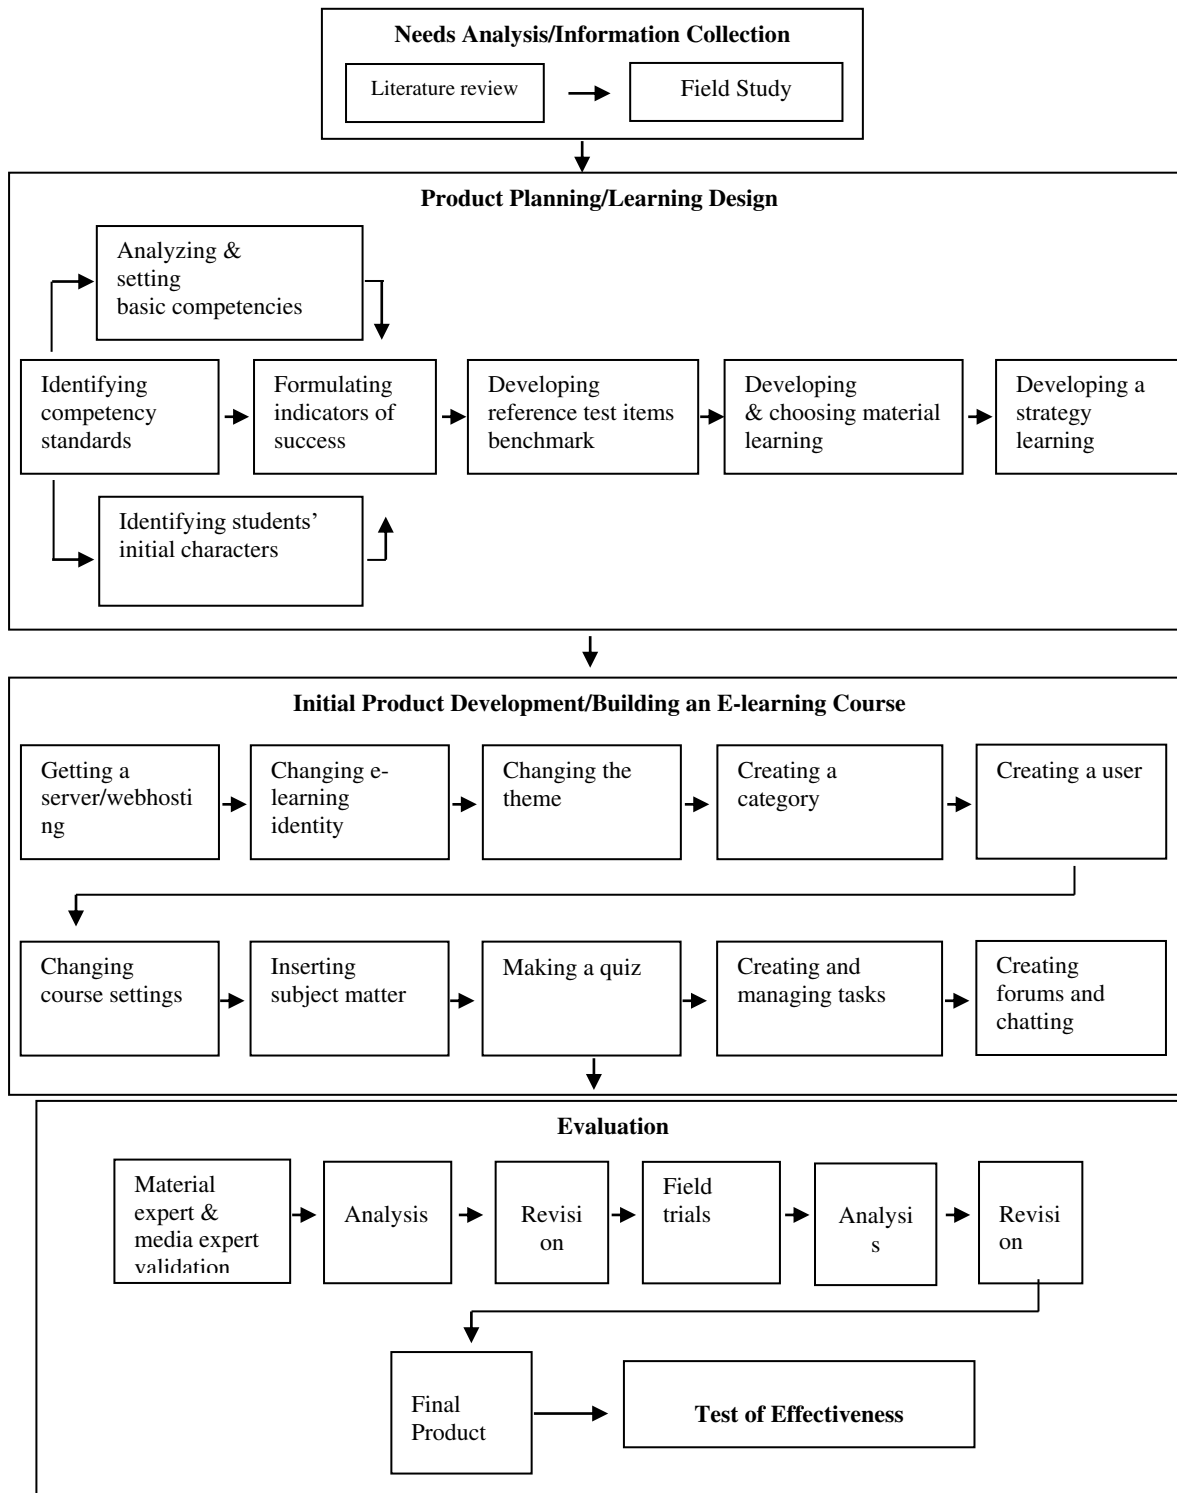 Needs Analysis/Information Collection
Literature review
Field Study
Product Planning/Learning Design
Analyzing &
setting
basic competencies
Identifying
competency
standards
Formulating
indicators of
success
Developing
reference test items
benchmark
Developing
& choosing material
learning
Developing a
strategy
learning
Identifying students’
initial characters
Initial Product Development/Building an E-learning Course
Getting a
server/webhosti
ng
Changing e-
learning
identity
Changing the
theme
Creating a
category
Creating a user
Changing
course settings
Inserting
subject matter
Making a quiz
Creating and
managing tasks
Creating
forums and
chatting
Evaluation
Material
expert &
media expert
validation
Analysis
Revisi
on
Field
trials
Analysi
s
Revisi
on
Final
Product
Test of Effectiveness